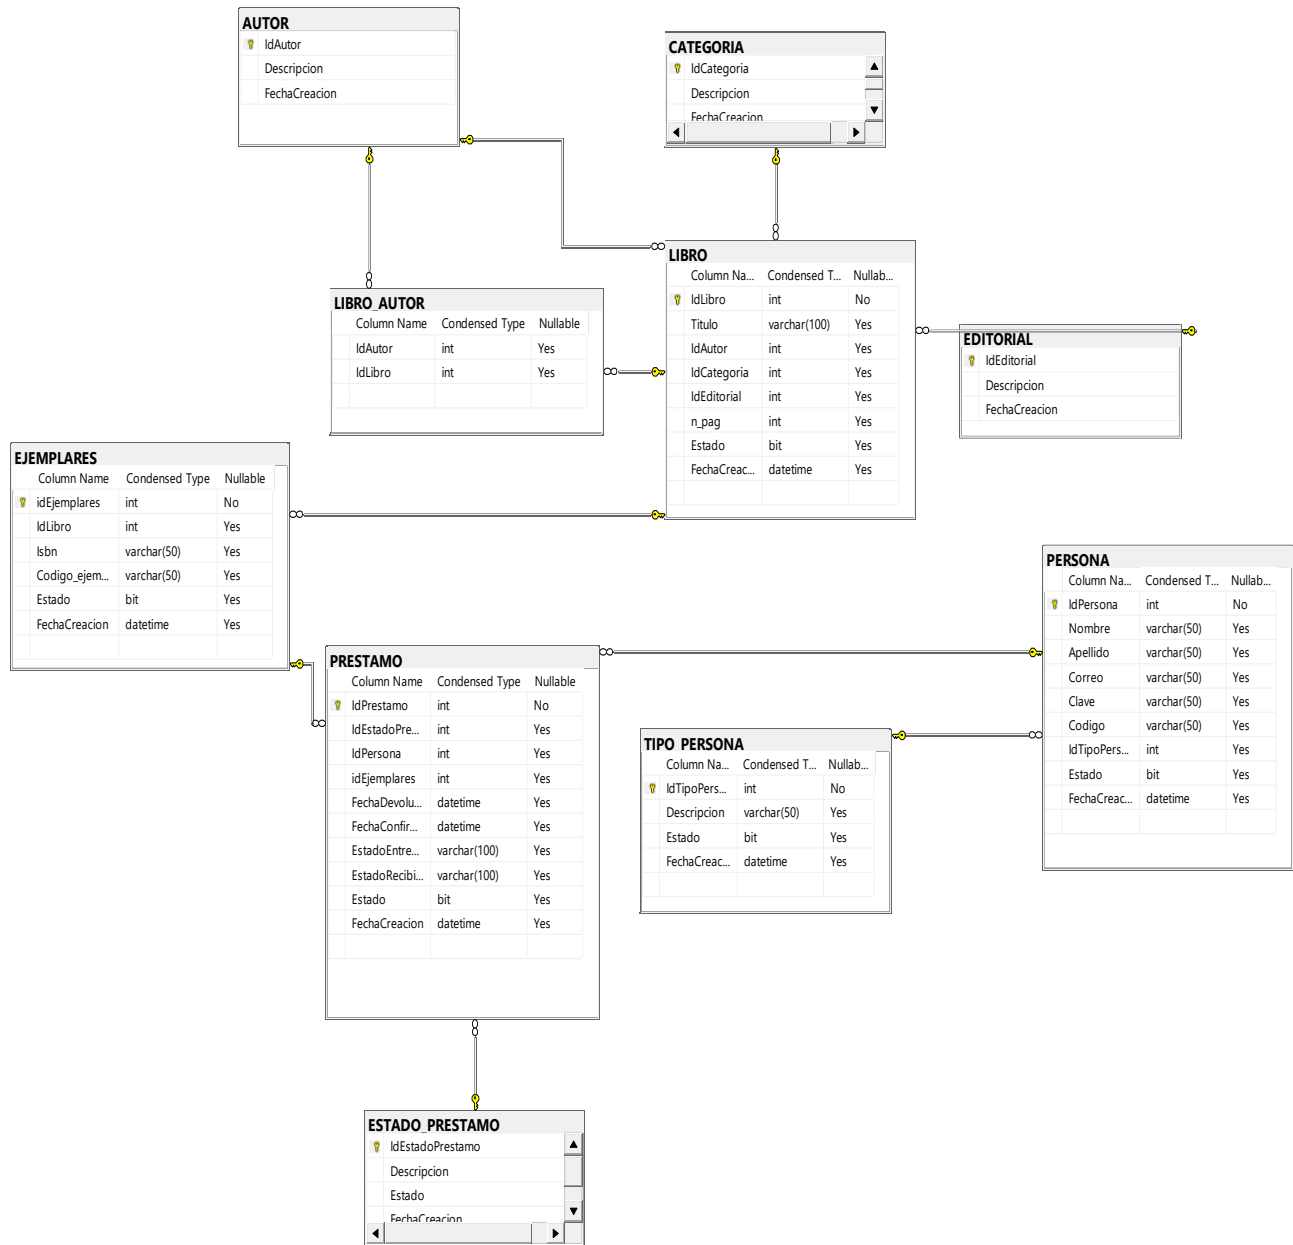 AUTOR
IdAutor
Descripcion
FechaCreacion
CATEGORIA
IdCategoria
Descripcion
FechaCreacion
LIBRO
Column Na... Condensed T... Nullab...
IdLibro int No
Titulo varchar(100) Yes
IdAutor int Yes
IdCategoria int Yes
IdEditorial int Yes
n_pag int Yes
Estado bit Yes
FechaCreac... datetime Yes
LIBRO_AUTOR
Column Name Condensed Type Nullable
IdAutor int Yes
IdLibro int Yes
EDITORIAL
IdEditorial
Descripcion
FechaCreacion
EJEMPLARES
Column Name Condensed Type Nullable
idEjemplares int No
IdLibro int Yes
Isbn varchar(50) Yes
Codigo_ejem... varchar(50) Yes
Estado bit Yes
FechaCreacion datetime Yes
PERSONA
Column Na... Condensed T... Nullab...
IdPersona int No
Nombre varchar(50) Yes
Apellido varchar(50) Yes
Correo varchar(50) Yes
Clave varchar(50) Yes
Codigo varchar(50) Yes
IdTipoPers... int Yes
Estado bit Yes
FechaCreac... datetime Yes
PRESTAMO
Column Name Condensed Type Nullable
IdPrestamo int No
IdEstadoPre... int Yes
IdPersona int Yes
idEjemplares int Yes
FechaDevolu... datetime Yes
FechaConfir... datetime Yes
EstadoEntre... varchar(100) Yes
EstadoRecibi... varchar(100) Yes
Estado bit Yes
FechaCreacion datetime Yes
TIPO_PERSONA
Column Na... Condensed T... Nullab...
IdTipoPers... int No
Descripcion varchar(50) Yes
Estado bit Yes
FechaCreac... datetime Yes
ESTADO_PRESTAMO
IdEstadoPrestamo
Descripcion
Estado
FechaCreacion